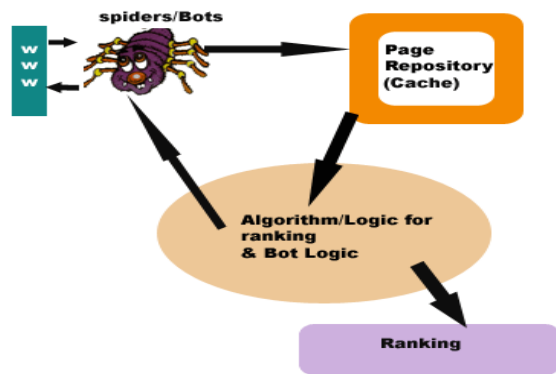 spiders/Bots
w
w
w
Page
Repository
(Cache)
Algorithm/Logic for
ranking
& Bot Logic
Ranking